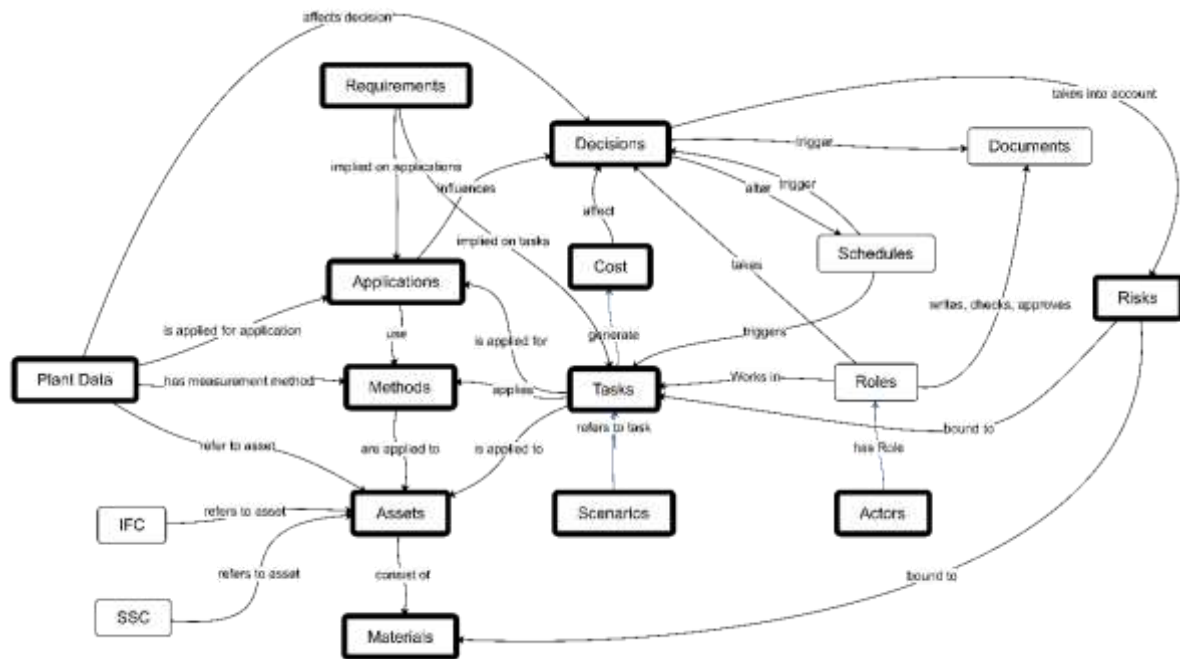 affects decision
Requirements
takes into account
Decisions
trigger
Documents
implied on applications
influences
alter
trigger
affect
implied on tasks
Schedules
Cost
takes
Applications
writes, checks, approves
Risks
is applied for application
use
is applied for
generate
triggers
Plant Data
has measurement method
Methods
applies
Tasks
Works in
Roles
refers to task
bound to
refer to asset
are applied to
is applied to
has Role
IFC
refers to asset
Assets
Scenarios
Actors
refers to asset
consist of
bound to
SSC
Materials